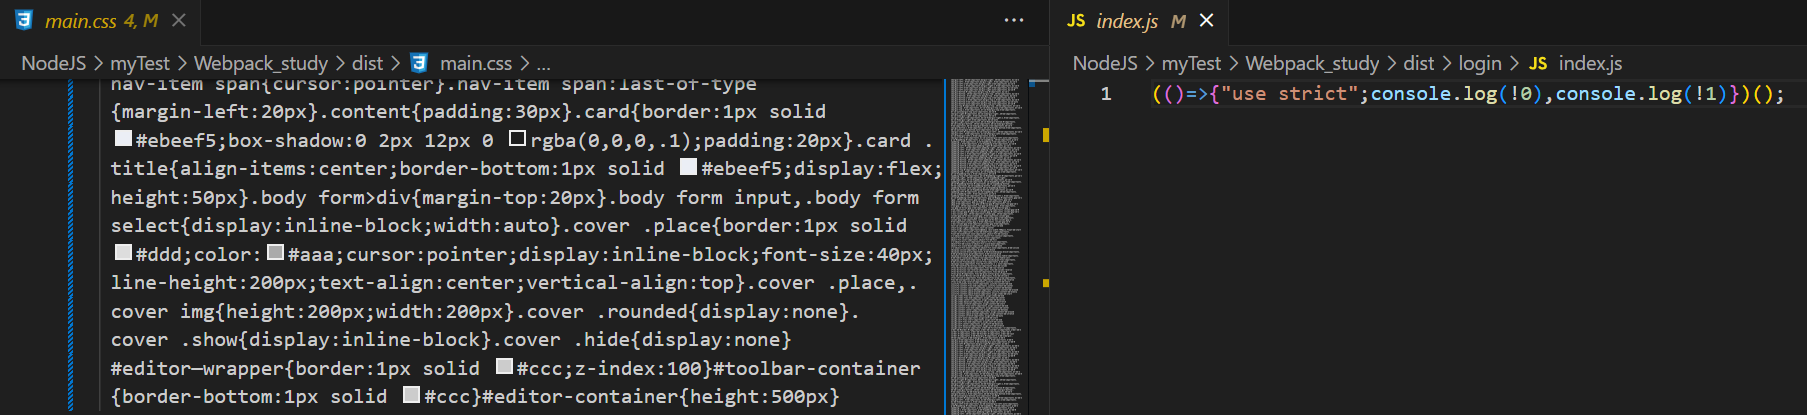 main.css 4, M
NodeJS > myTest > Webpack_study > dist > main.css > ...
nav-item span{cursor:pointer}.nav-item span:last-of-type
{margin-left:20px}.content{padding:30px}.card{border:1px solid
#ebeef5;box-shadow:0 2px 12px 0 rgba(0,0,0,.1);padding:20px}.card .
title{align-items:center;border-bottom:1px solid #ebeef5;display:flex;
height:50px}.body form>div{margin-top:20px}.body form input,.body form
select{display:inline-block;width:auto}.cover .place{border:1px solid
#ddd;color:#aaa;cursor:pointer;display:inline-block;font-size:40px;
line-height:200px;text-align:center;vertical-align:top}.cover .place,.
cover img{height:200px;width:200px}.cover .rounded{display:none}.
cover .show{display:inline-block}.cover .hide{display:none}
#editor—wrapper{border:1px solid #ccc;z-index:100}#toolbar-container
{border-bottom:1px solid #ccc}#editor-container{height:500px}
JS index.js M
NodeJS > myTest > Webpack_study > dist > login > JS index.js
1 (()=>{"use strict";console.log(!0),console.log(!1)})();